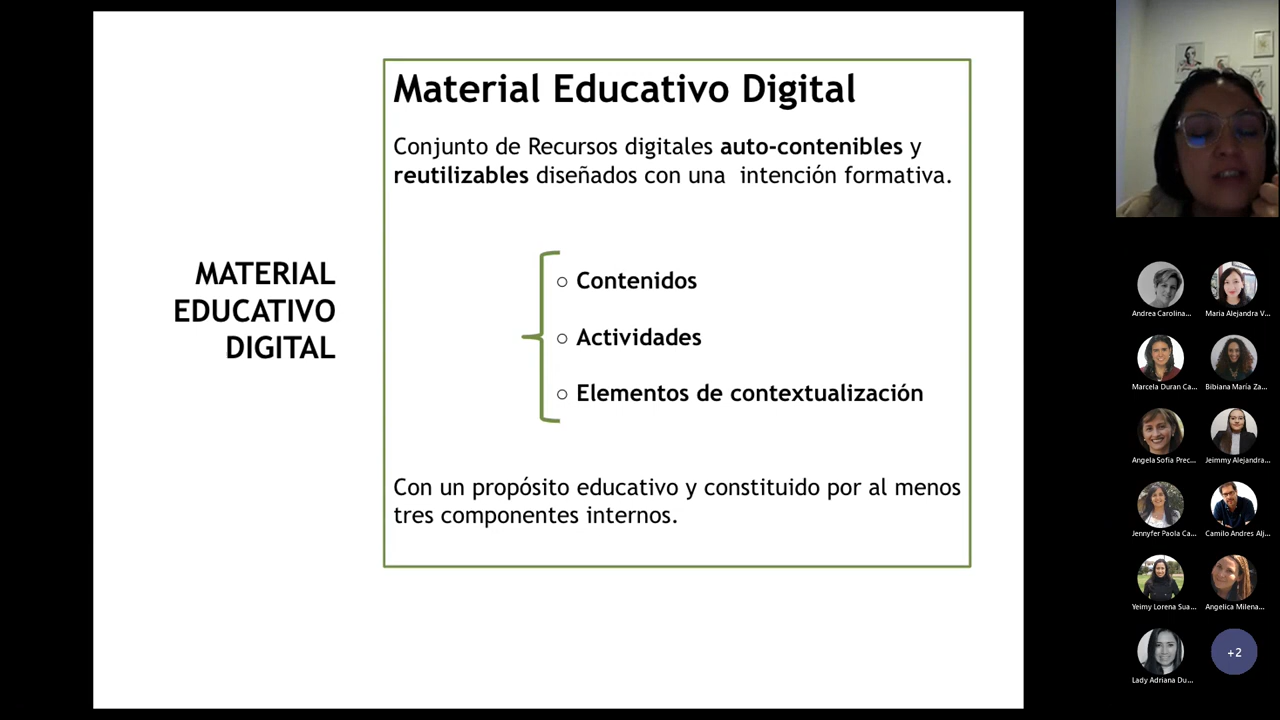 MATERIAL
EDUCATIVO
DIGITAL
Material Educativo Digital
Conjunto de Recursos digitales auto-contenibles y
reutilizables diseñados con una intención formativa.
○ Contenidos
○ Actividades
○ Elementos de contextualización
Con un propósito educativo y constituido por al menos
tres componentes internos.
Andrea Carolina...
Maria Alejandra V...
Marcela Duran Ca...
Bibiana María Za...
Angela Sofia Prec...
Jeimmy Alejandra...
Jennyfer Paola Ca...
Camilo Andres Alj...
Yeimy Lorena Sua...
Angelica Milena...
Lady Adriana Du...
+2